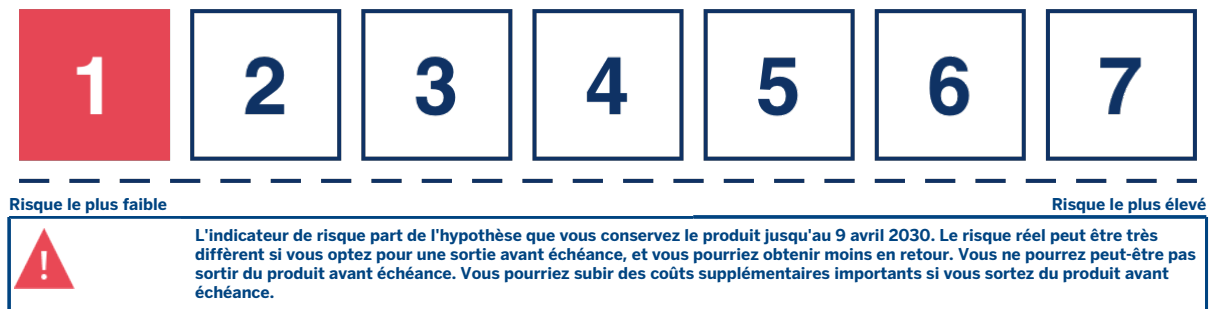 1 2 3 4 5 6 7
Risque le plus faible Risque le plus élevé
L'indicateur de risque part de l'hypothèse que vous conservez le produit jusqu'au 9 avril 2030. Le risque réel peut être très
diffèrent si vous optez pour une sortie avant échéance, et vous pourriez obtenir moins en retour. Vous ne pourrez peut-être pas
sortir du produit avant échéance. Vous pourriez subir des coûts supplémentaires importants si vous sortez du produit avant
échéance.
!